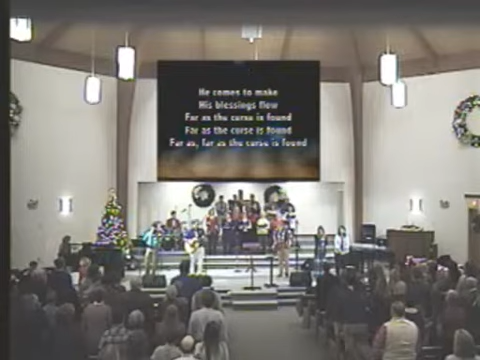 He comes to make
His blessings flow
Far as the curse is found
Far as the curse is found
Far as, far as the curse is found